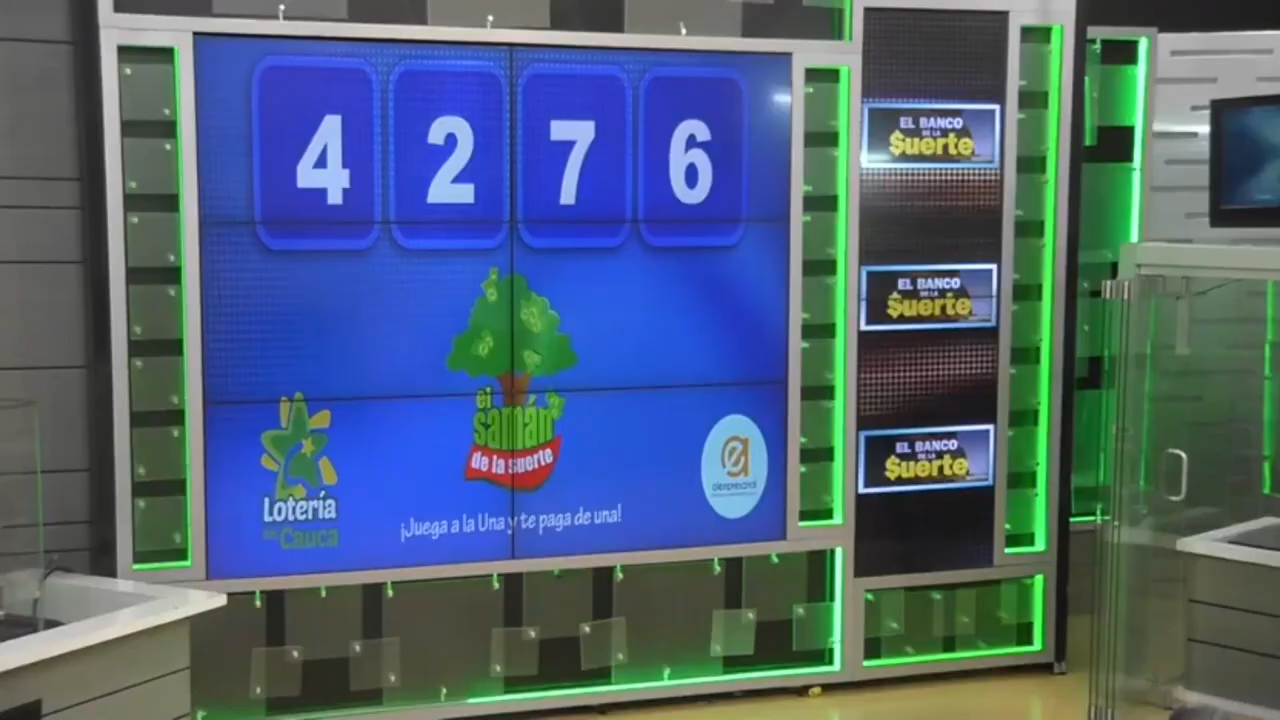 4 2 7 6
EL BANCO
DE LA
$uerte
EL BANCO
DE LA
$uerte
EL BANCO
DE LA
$uerte
el
samán
de la suerte
Lotería
del Cauca
¡Juega a la Una y te paga de una!